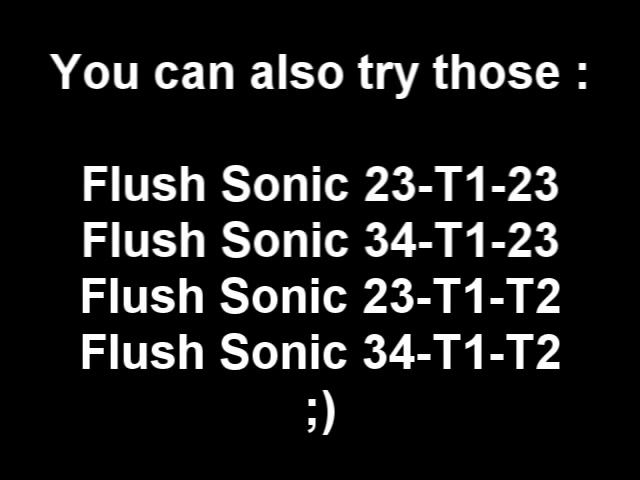 You can also try those :
Flush Sonic 23-T1-23
Flush Sonic 34-T1-23
Flush Sonic 23-T1-T2
Flush Sonic 34-T1-T2
;)